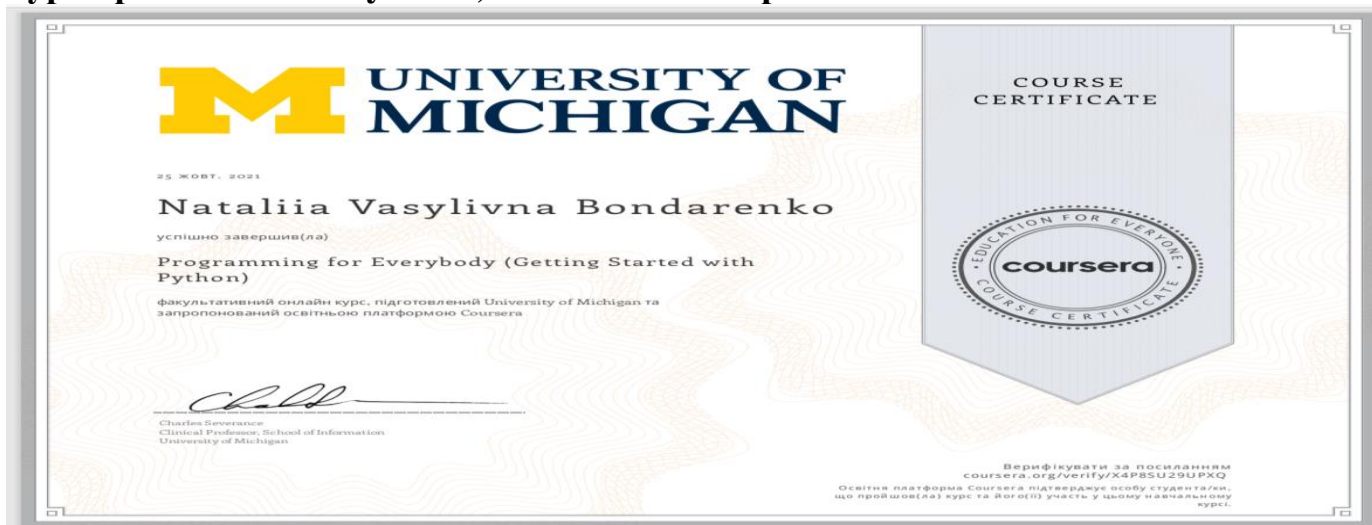 UNIVERSITY OF
MICHIGAN
COURSE
CERTIFICATE
25 жовт. 2021
Nataliia Vasylivna Bondarenko
успішно завершив(ла)
Programming for Everybody (Getting Started with
Python)
факультативний онлайн курс, підготовлений University of Michigan та
запропонований освітньою платформою Coursera
EDUCATION FOR EVERYONE
coursera
COURSE CERTIFICATE
Charles Severance
Clinical Professor, School of Information
University of Michigan
Верифікувати за посиланням
coursera.org/verify/X4P8SU29UPXQ
Освітня платформа Coursera підтверджує особу студента/ки,
що пройшов(ла) курс та його(її) участь у цьому навчальному
курсі.